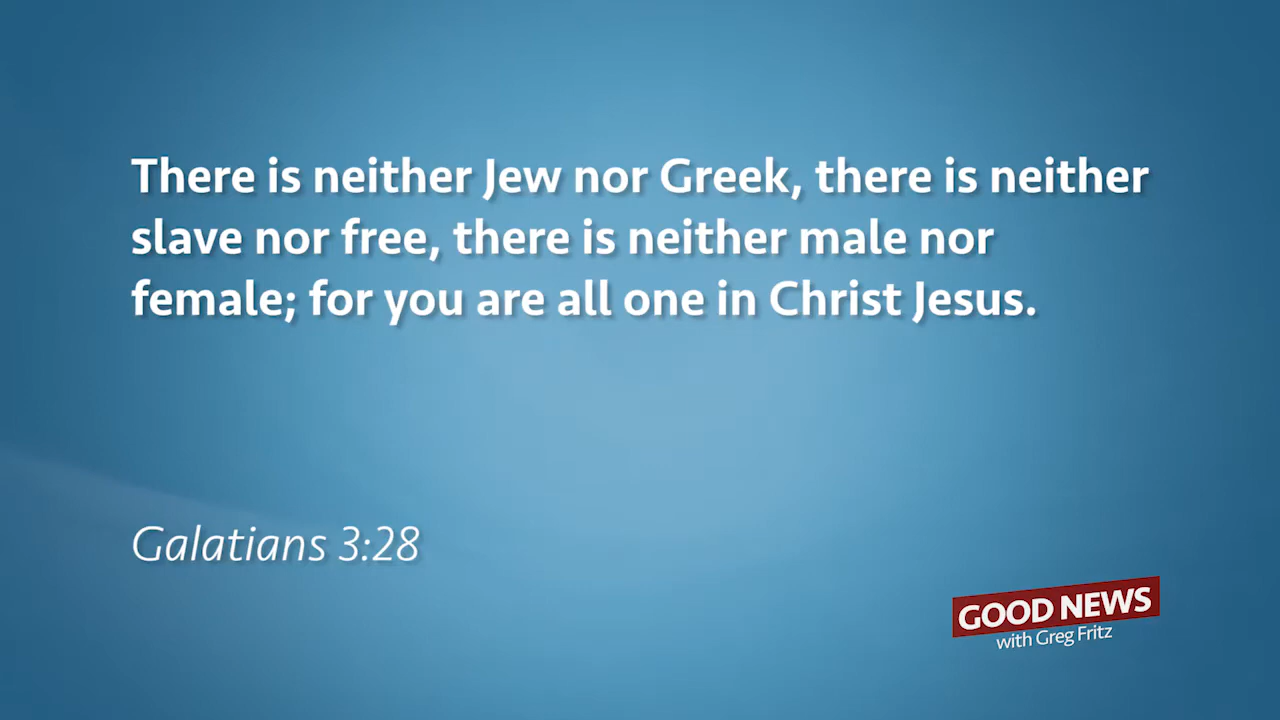 There is neither Jew nor Greek, there is neither
slave nor free, there is neither male nor
female; for you are all one in Christ Jesus.
Galatians 3:28
GOOD NEWS
with Greg Fritz